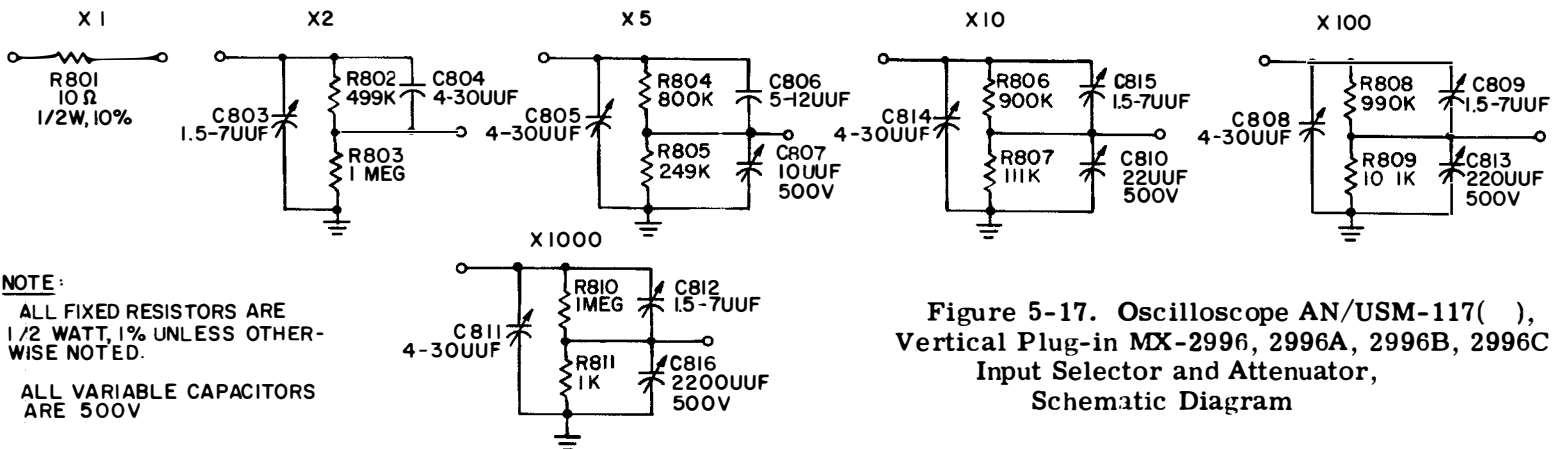 X1
R801
10 Ω
1/2W, 10%
X2
R802
499K
C804
4-30UUF
C803
1.5-7UUF
R803
1 MEG
X5
R804
800K
C806
5-12UUF
C805
4-30UUF
R805
249K
C807
10UUF
500V
X10
R806
900K
C815
1.5-7UUF
C814
4-30UUF
R807
111K
C810
22UUF
500V
X100
R808
990K
C809
1.5-7UUF
C808
4-30UUF
R809
10 1K
C813
220UUF
500V
X1000
R810
1MEG
C812
1.5-7UUF
C811
4-30UUF
R811
1K
C816
2200UUF
500V
NOTE:
ALL FIXED RESISTORS ARE
1/2 WATT, 1% UNLESS OTHER-
WISE NOTED.
ALL VARIABLE CAPACITORS
ARE 500V
Figure 5-17. Oscilloscope AN/USM-117( ),
Vertical Plug-in MX-2996, 2996A, 2996B, 2996C
Input Selector and Attenuator,
Schematic Diagram